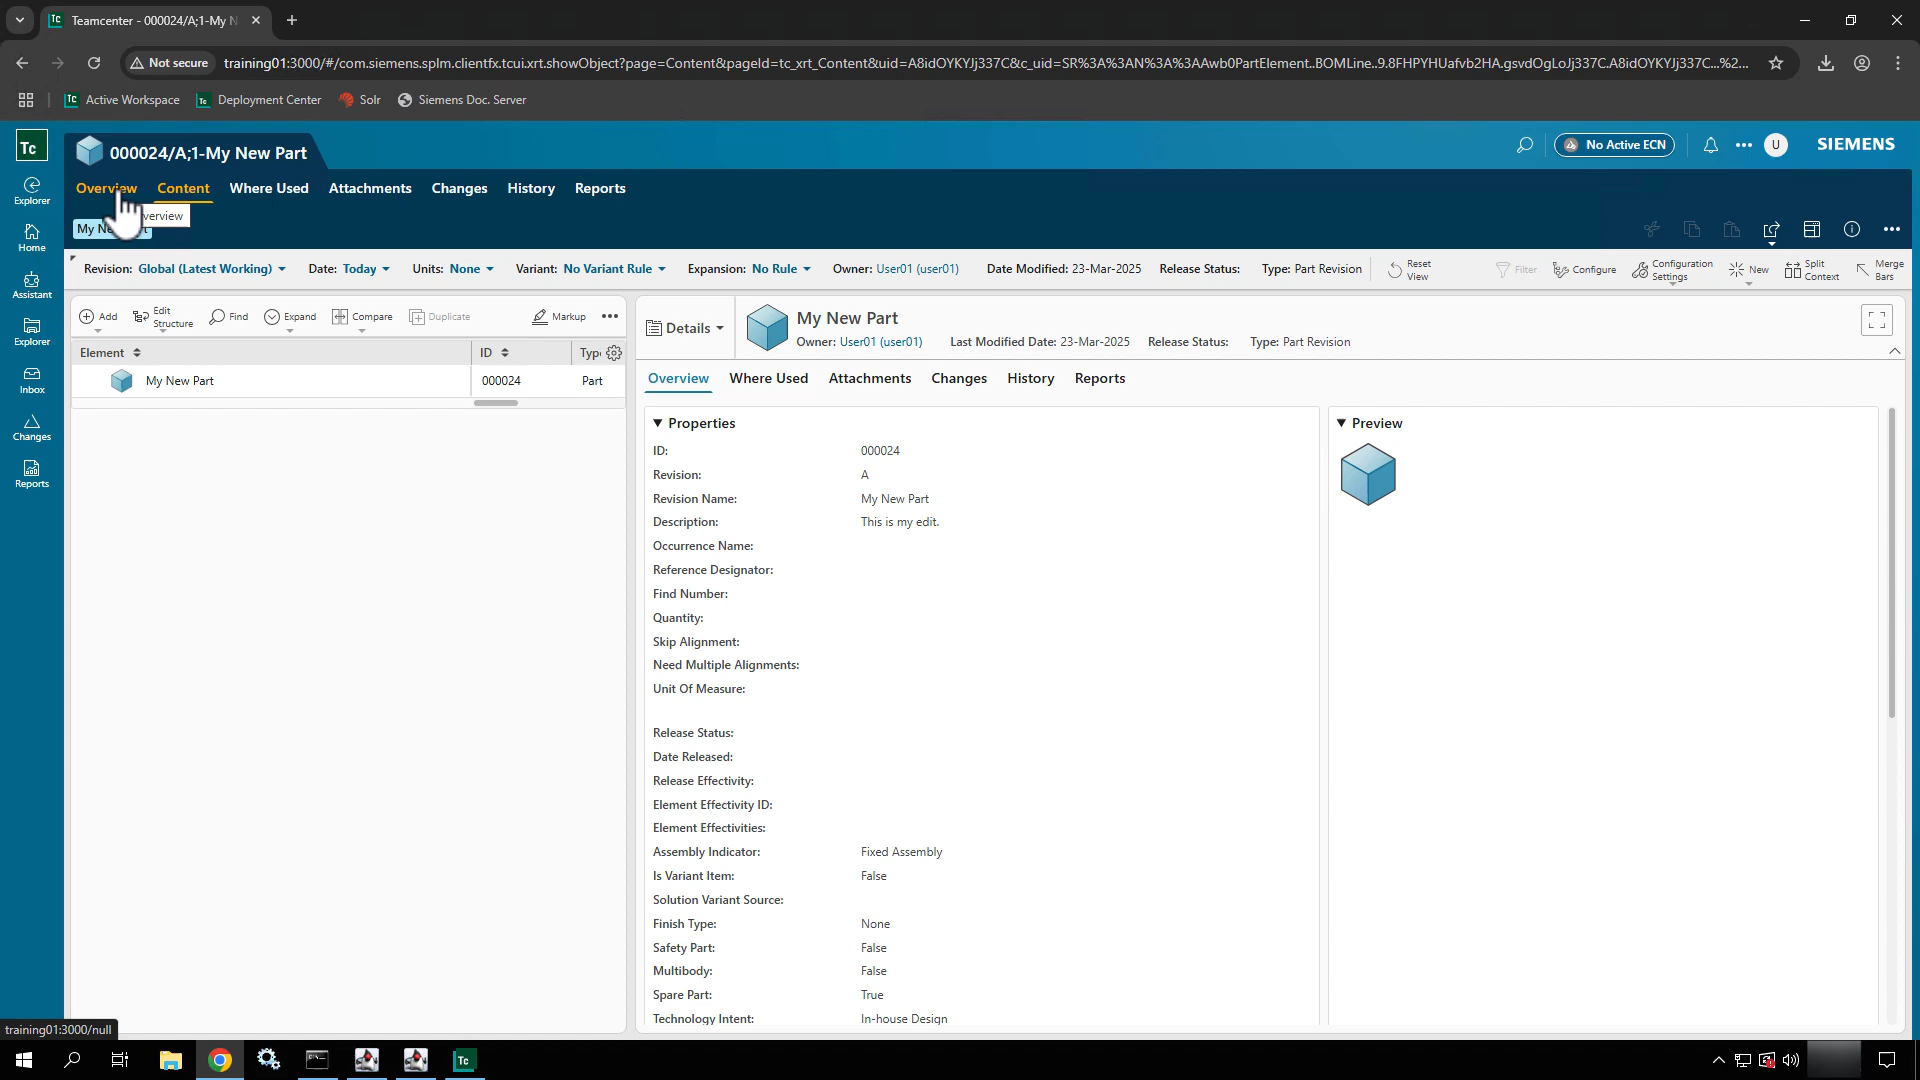 Teamcenter - 000024/A;1-My N
Not secure
training01:3000/#/com.siemens.splm.clientfx.tcui.xrt.showObject?page=Content&pageId=tc_xrt_Content&uid=A8idOYKYJj337C&c_uid=SR%3A%3AN%3A%3AAwb0PartElement..BOMLine..9.8FHPYHUafvb2HA.gsvdOgLoJj337C.A8idOYKYJj337C...%2...
Tc Active Workspace
Tc Deployment Center
Solr
Siemens Doc. Server
Tc
000024/A;1-My New Part
No Active ECN
U
SIEMENS
Overview Content Where Used Attachments Changes History Reports
verview
Explorer
Home
Assistant
Explorer
Inbox
Changes
Reports
Revision: Global (Latest Working)
Date: Today
Units: None
Variant: No Variant Rule
Expansion: No Rule
Owner: User01 (user01)
Date Modified: 23-Mar-2025
Release Status:
Type: Part Revision
Reset View
Filter
Configure
Configuration Settings
New
Split Context
Merge Bars
Add
Edit Structure
Find
Expand
Compare
Duplicate
Markup
Element ID Typ
My New Part 000024 Part
Details
My New Part
Owner: User01 (user01) Last Modified Date: 23-Mar-2025 Release Status: Type: Part Revision
Overview Where Used Attachments Changes History Reports
Properties
ID: 000024
Revision: A
Revision Name: My New Part
Description: This is my edit.
Occurrence Name:
Reference Designator:
Find Number:
Quantity:
Skip Alignment:
Need Multiple Alignments:
Unit Of Measure:
Release Status:
Date Released:
Release Effectivity:
Element Effectivity ID:
Element Effectivities:
Assembly Indicator: Fixed Assembly
Is Variant Item: False
Solution Variant Source:
Finish Type: None
Safety Part: False
Multibody: False
Spare Part: True
Technology Intent: In-house Design
Preview
training01:3000/null
Tc